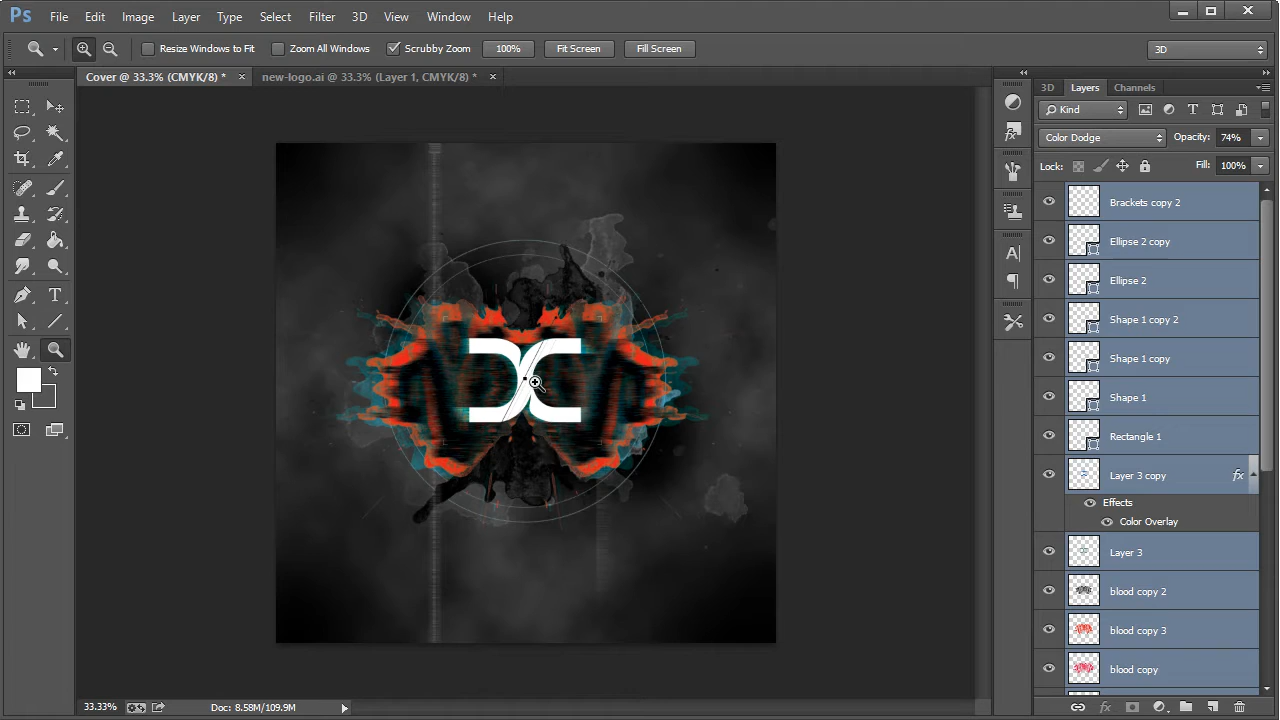 Ps File Edit Image Layer Type Select Filter 3D View Window Help
Resize Windows to Fit Zoom All Windows Scrubby Zoom 100% Fit Screen Fill Screen 3D
Cover @ 33.3% (CMYK/8) * new-logo.ai @ 33.3% (Layer 1, CMYK/8) *
3D Layers Channels
Kind
Color Dodge Opacity: 74%
Lock: Fill: 100%
Brackets copy 2
Ellipse 2 copy
Ellipse 2
Shape 1 copy 2
Shape 1 copy
Shape 1
Rectangle 1
Layer 3 copy fx
Effects
Color Overlay
Layer 3
blood copy 2
blood copy 3
blood copy
33.33% Doc: 8.58M/109.9M